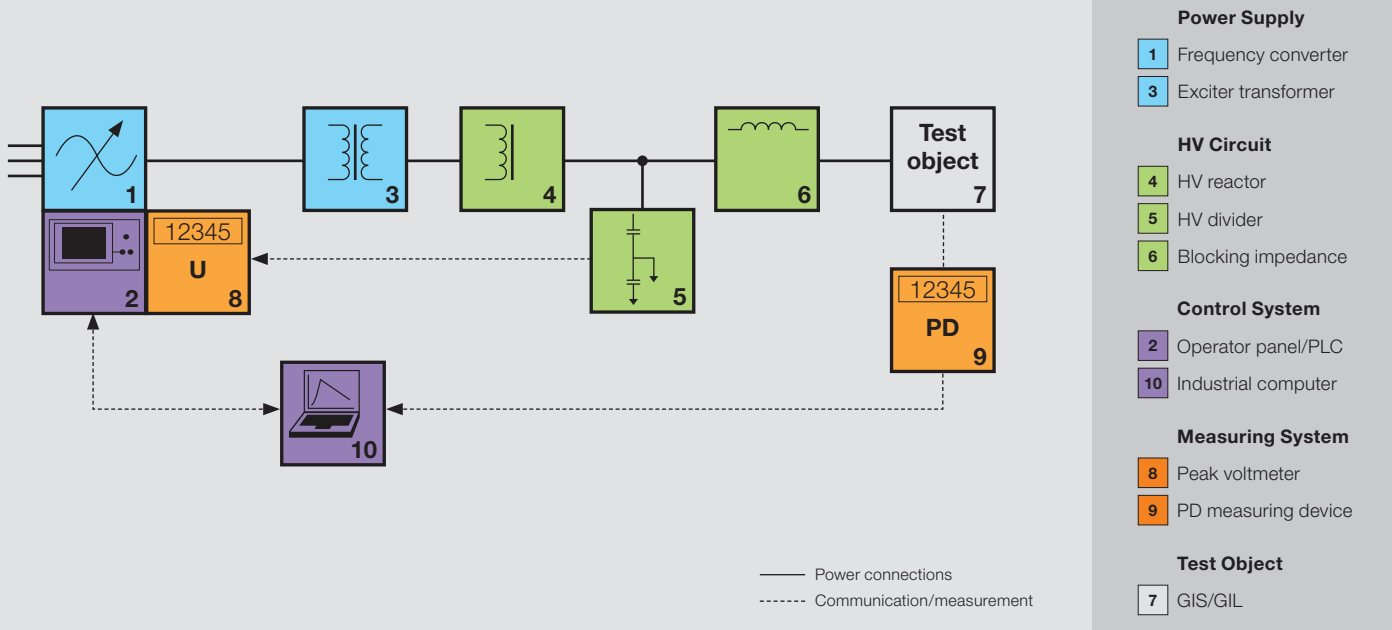 1
3
4
6
Test
object
7
2
12345
U
8
5
12345
PD
9
10
Power connections
Communication/measurement
Power Supply
1 Frequency converter
3 Exciter transformer
HV Circuit
4 HV reactor
5 HV divider
6 Blocking impedance
Control System
2 Operator panel/PLC
10 Industrial computer
Measuring System
8 Peak voltmeter
9 PD measuring device
Test Object
7 GIS/GIL